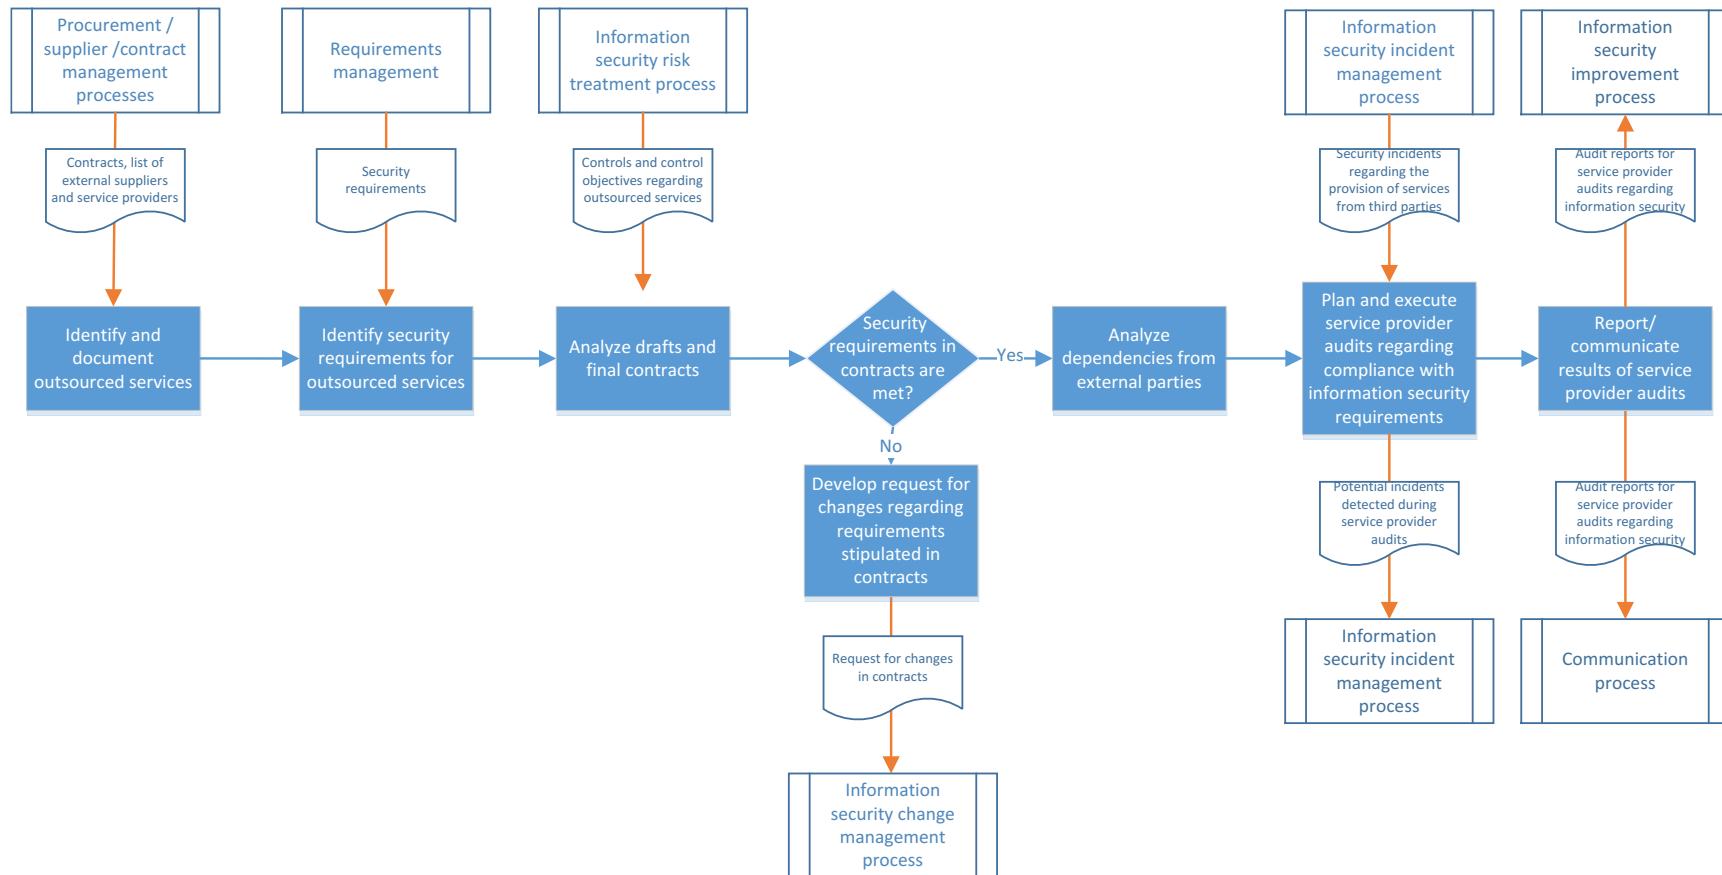 Procurement /
supplier /contract
management
processes
Requirements
management
Information
security risk
treatment process
Information
security incident
management
process
Information
security
improvement
process
Contracts, list of
external suppliers
and service providers
Security
requirements
Controls and control
objectives regarding
outsourced services
Security incidents
regarding the
provision of services
from third parties
Audit reports for
service provider
audits regarding
information security
Identify and
document
outsourced services
Identify security
requirements for
outsourced services
Analyze drafts and
final contracts
Security
requirements in
contracts are
met?
Yes
Analyze
dependencies from
external parties
Plan and execute
service provider
audits regarding
compliance with
information security
requirements
Report/
communicate
results of service
provider audits
No
Develop request for
changes regarding
requirements
stipulated in
contracts
Potential incidents
detected during
service provider
audits
Audit reports for
service provider
audits regarding
information security
Request for changes
in contracts
Information
security incident
management
process
Communication
process
Information
security change
management
process